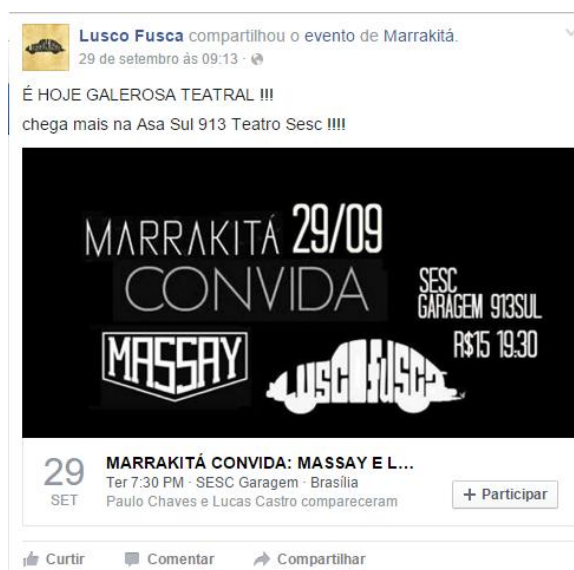 Lusco Fusca compartilhou o evento de Marrakitá.
29 de setembro às 09:13 ·
É HOJE GALEROSA TEATRAL !!!
chega mais na Asa Sul 913 Teatro Sesc !!!!
MARRAKITÁ 29/09
CONVIDA
SESC
GARAGEM 913SUL
R$15 19:30
MASSAY
LUSCO FUSCA
29
SET
MARRAKITÁ CONVIDA: MASSAY E L...
Ter 7:30 PM · SESC Garagem · Brasília
Paulo Chaves e Lucas Castro compareceram
+ Participar
Curtir
Comentar
Compartilhar